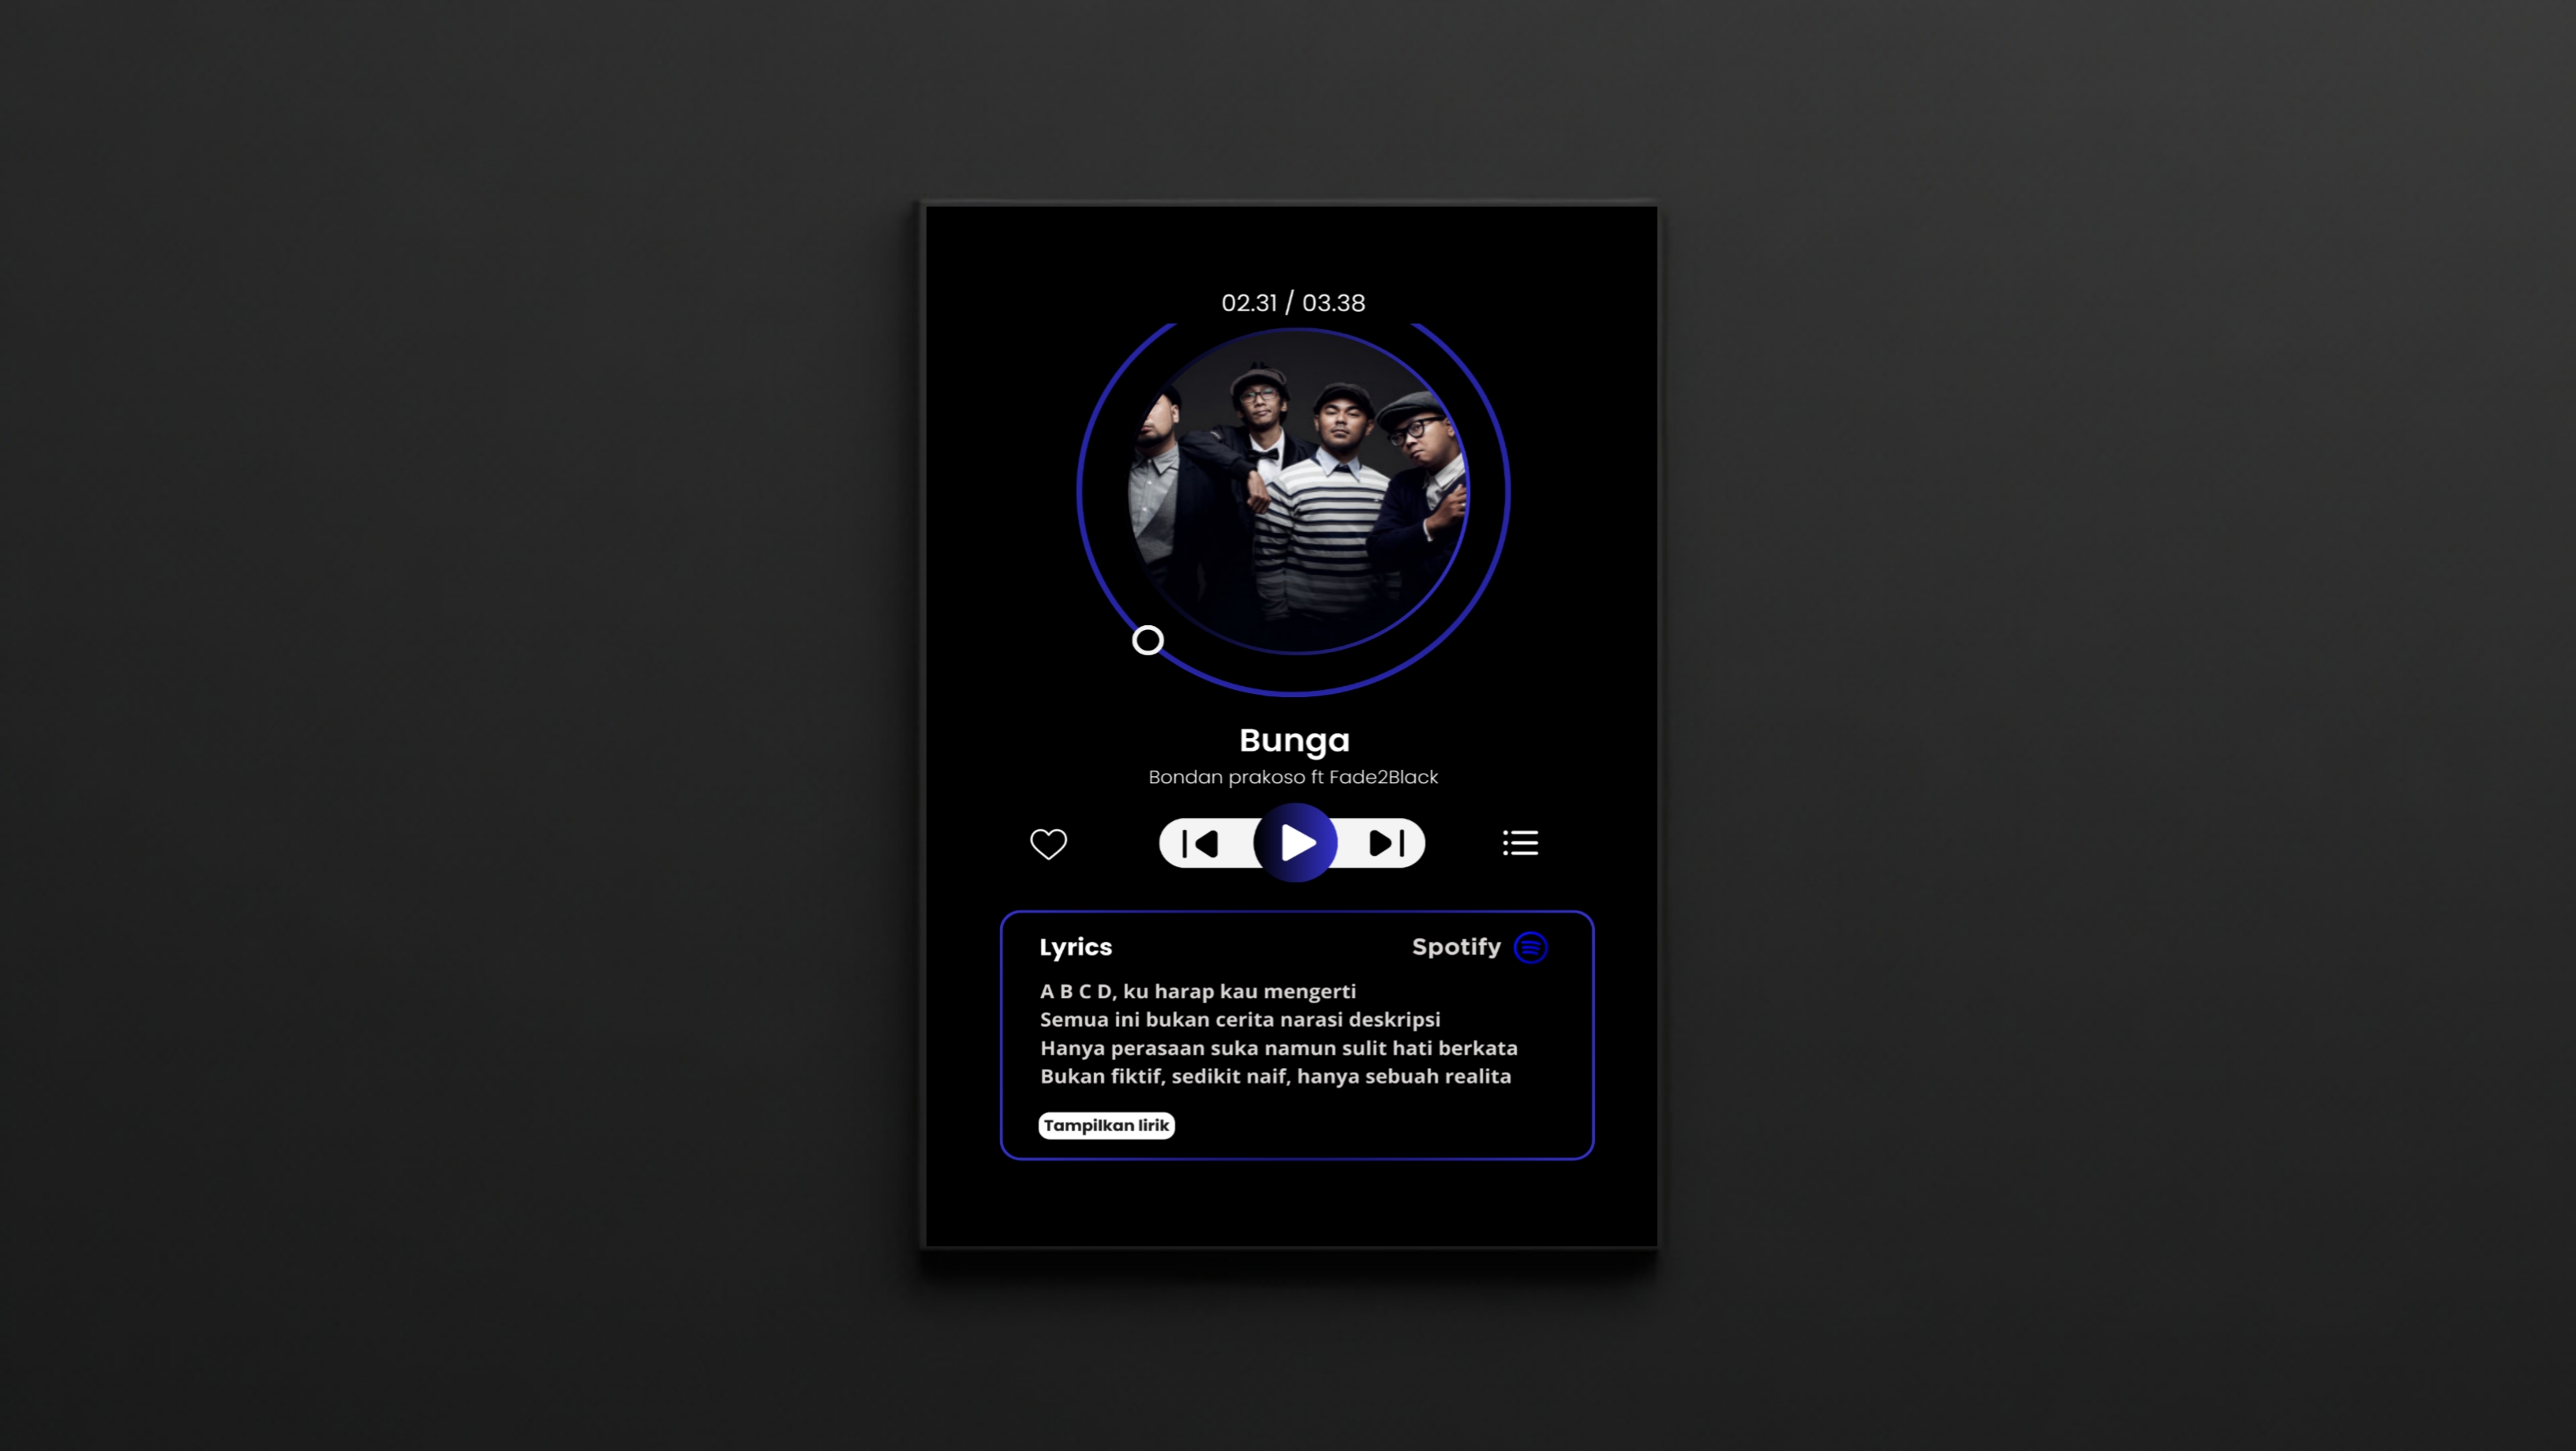 02.31 / 03.38
Bunga
Bondan prakoso ft Fade2Black
Lyrics
Spotify
A B C D, ku harap kau mengerti
Semua ini bukan cerita narasi deskripsi
Hanya perasaan suka namun sulit hati berkata
Bukan fiktif, sedikit naif, hanya sebuah realita
Tampilkan lirik